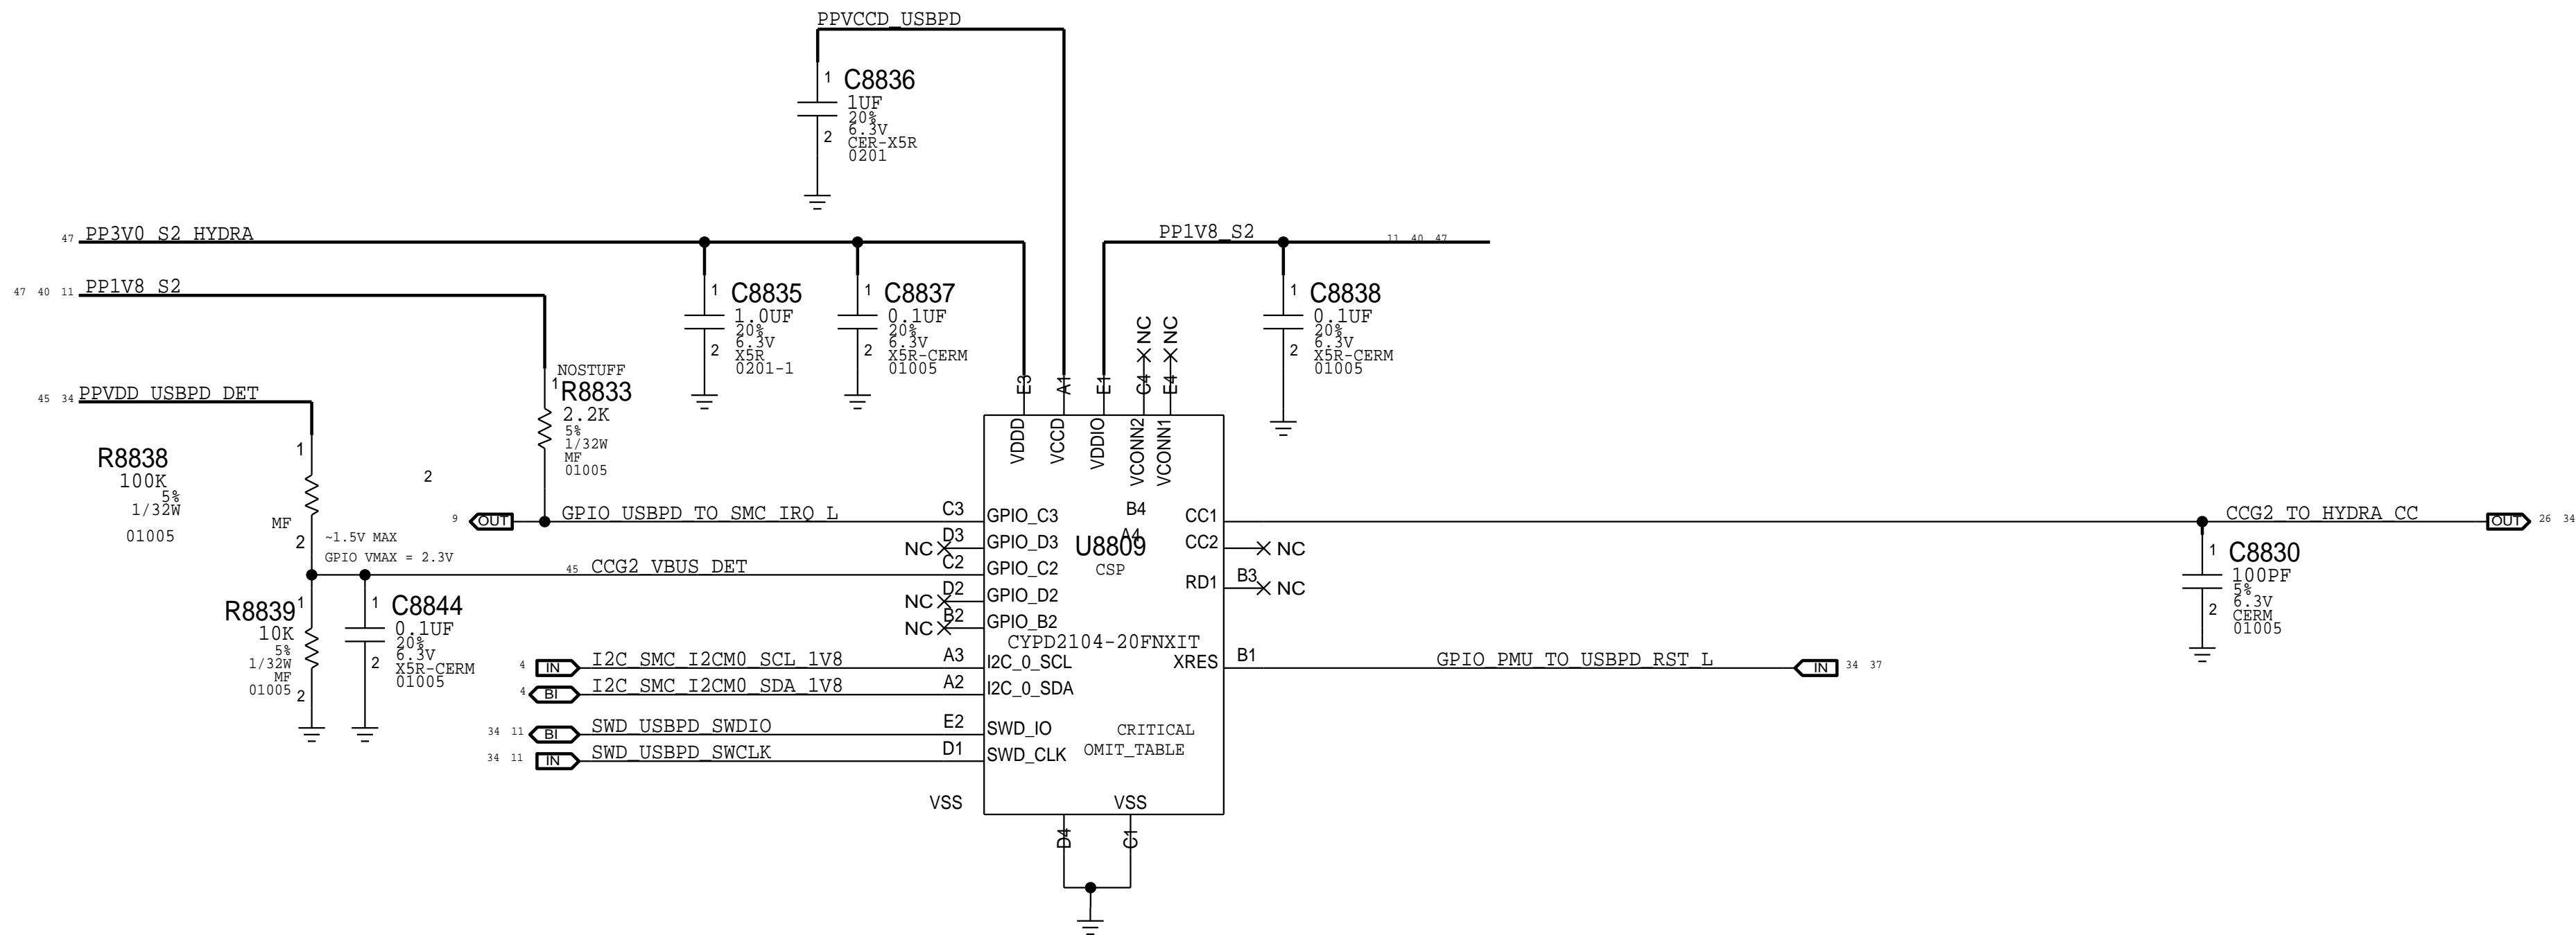 PPVCCD_USBPD
1 C8836
1UF
20%
6.3V
2 CER-X5R
0201
47 PP3V0_S2_HYDRA
PP1V8_S2 11 40 47
47 40 11 PP1V8_S2
1 C8835
1.0UF
20%
6.3V
2 X5R
0201-1
1 C8837
0.1UF
20%
6.3V
2 X5R-CERM
01005
1 C8838
0.1UF
20%
6.3V
2 X5R-CERM
01005
NC NC
NOSTUFF
1 R8833
2.2K
5%
1/32W
MF
01005
2
45 34 PPVDD_USBPD_DET
R8838 1
100K
5%
1/32W
MF
01005
2
~1.5V MAX
GPIO VMAX = 2.3V
E3 A1 E1 C4 E4
VDDD VCCD VDDIO VCONN2 VCONN1
9 OUT GPIO_USBPD_TO_SMC_IRQ_L C3 GPIO_C3
NC D3 GPIO_D3
45 CCG2_VBUS_DET C2 GPIO_C2
NC D2 GPIO_D2
NC B2 GPIO_B2
B4 CC1
A4 CC2 NC
U8809
CSP
RD1 B3 NC
CYPD2104-20FNXIT
CCG2_TO_HYDRA_CC OUT 26 34
1 C8830
100PF
5%
6.3V
2 CERM
01005
R8839 1
10K
5%
1/32W
MF
01005 2
1 C8844
0.1UF
20%
6.3V
2 X5R-CERM
01005
4 IN I2C_SMC_I2CM0_SCL_1V8 A3 I2C_0_SCL
XRES B1 GPIO_PMU_TO_USBPD_RST_L IN 34 37
4 BI I2C_SMC_I2CM0_SDA_1V8 A2 I2C_0_SDA
34 11 BI SWD_USBPD_SWDIO E2 SWD_IO
CRITICAL
OMIT_TABLE
34 11 IN SWD_USBPD_SWCLK D1 SWD_CLK
VSS VSS
D4 C1